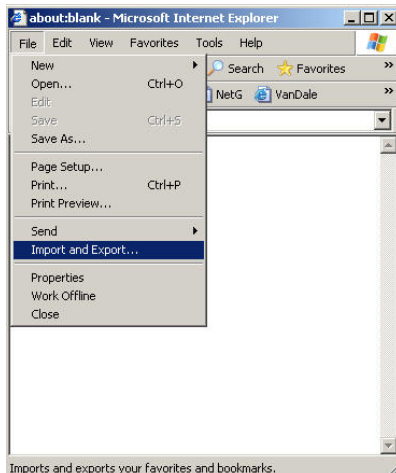 about:blank - Microsoft Internet Explorer
File Edit View Favorites Tools Help
New Search Favorites »
Open... Ctrl+O
Edit NetG VanDale »
Save Ctrl+S
Save As...
Page Setup...
Print... Ctrl+P
Print Preview...
Send
Import and Export...
Properties
Work Offline
Close
Imports and exports your favorites and bookmarks.